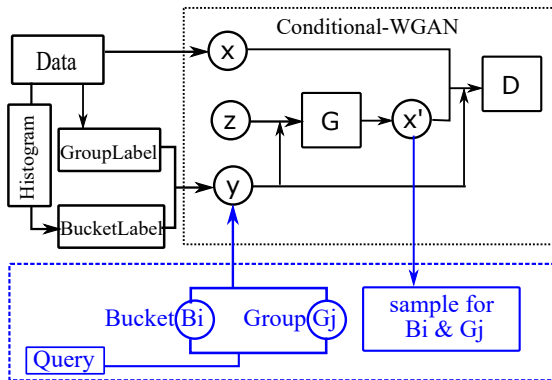 Conditional-WGAN
Data
x
D
Histogram
z
G
x'
GroupLabel
y
BucketLabel
Bucket Bi
Group Gj
sample for
Bi & Gj
Query